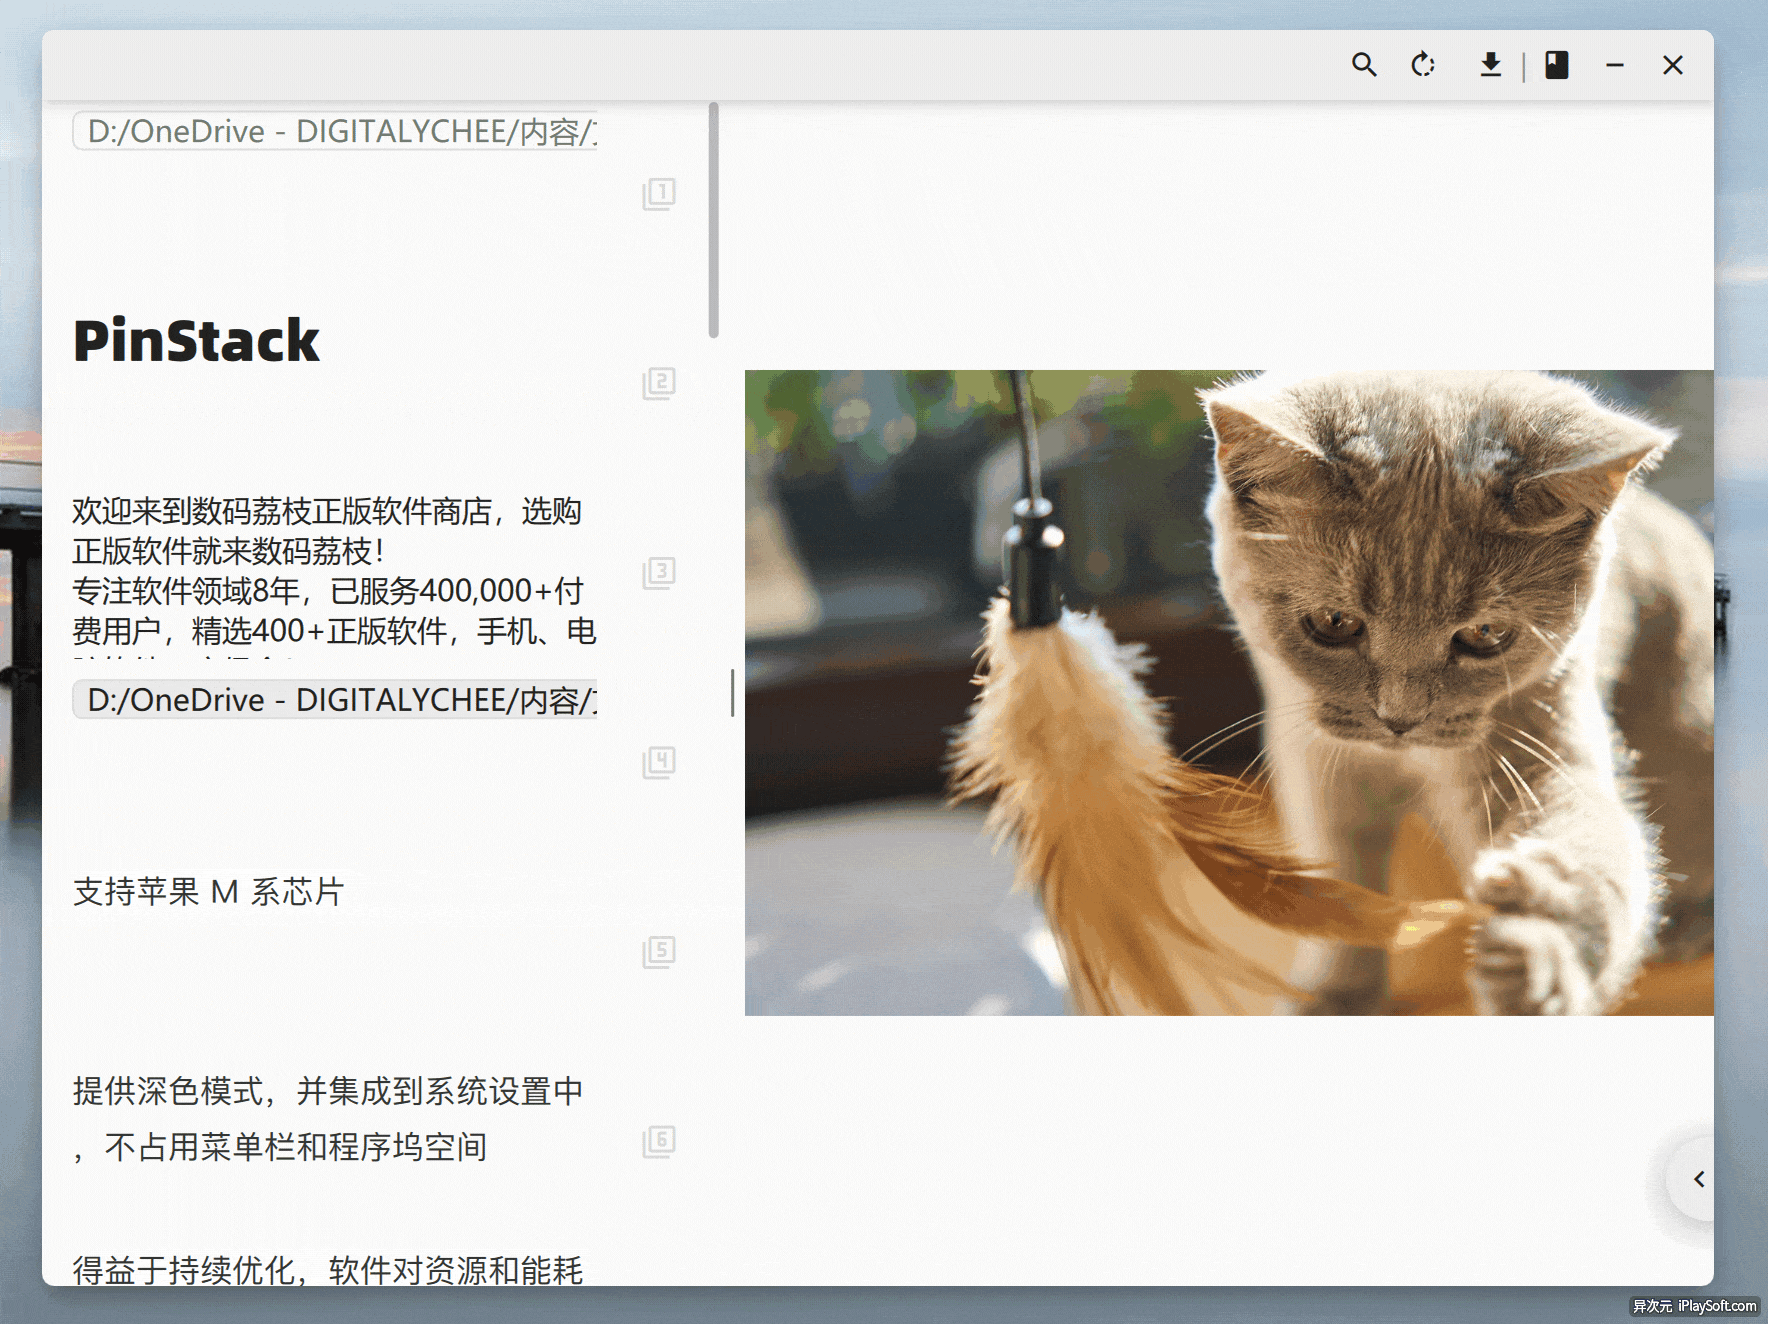 D:/OneDrive - DIGITALYCHEE/内容/
1
PinStack
2
欢迎来到数码荔枝正版软件商店，选购
正版软件就来数码荔枝！
专注软件领域8年，已服务400,000+付
费用户，精选400+正版软件，手机、电
3
D:/OneDrive - DIGITALYCHEE/内容/
4
支持苹果 M 系芯片
5
提供深色模式，并集成到系统设置中
，不占用菜单栏和程序坞空间
6
得益于持续优化，软件对资源和能耗
异次元 iPlaySoft.com